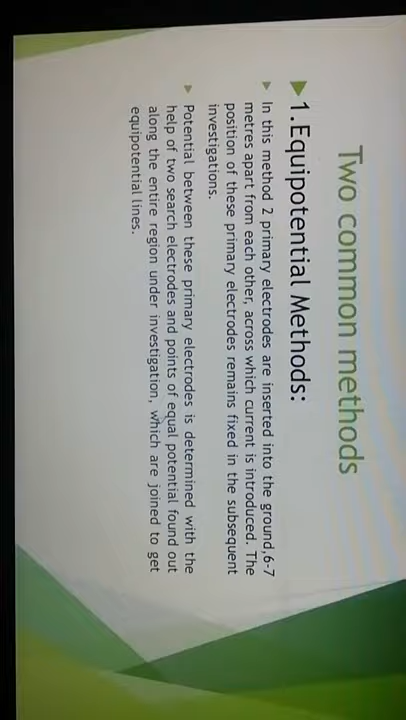 Two common methods
1.Equipotential Methods:
In this method 2 primary electrodes are inserted into the ground,6-7
metres apart from each other, across which current is introduced. The
position of these primary electrodes remains fixed in the subsequent
investigations.
Potential between these primary electrodes is determined with the
help of two search electrodes and points of equal potential found out
along the entire region under investigation, which are joined to get
equipotential lines.